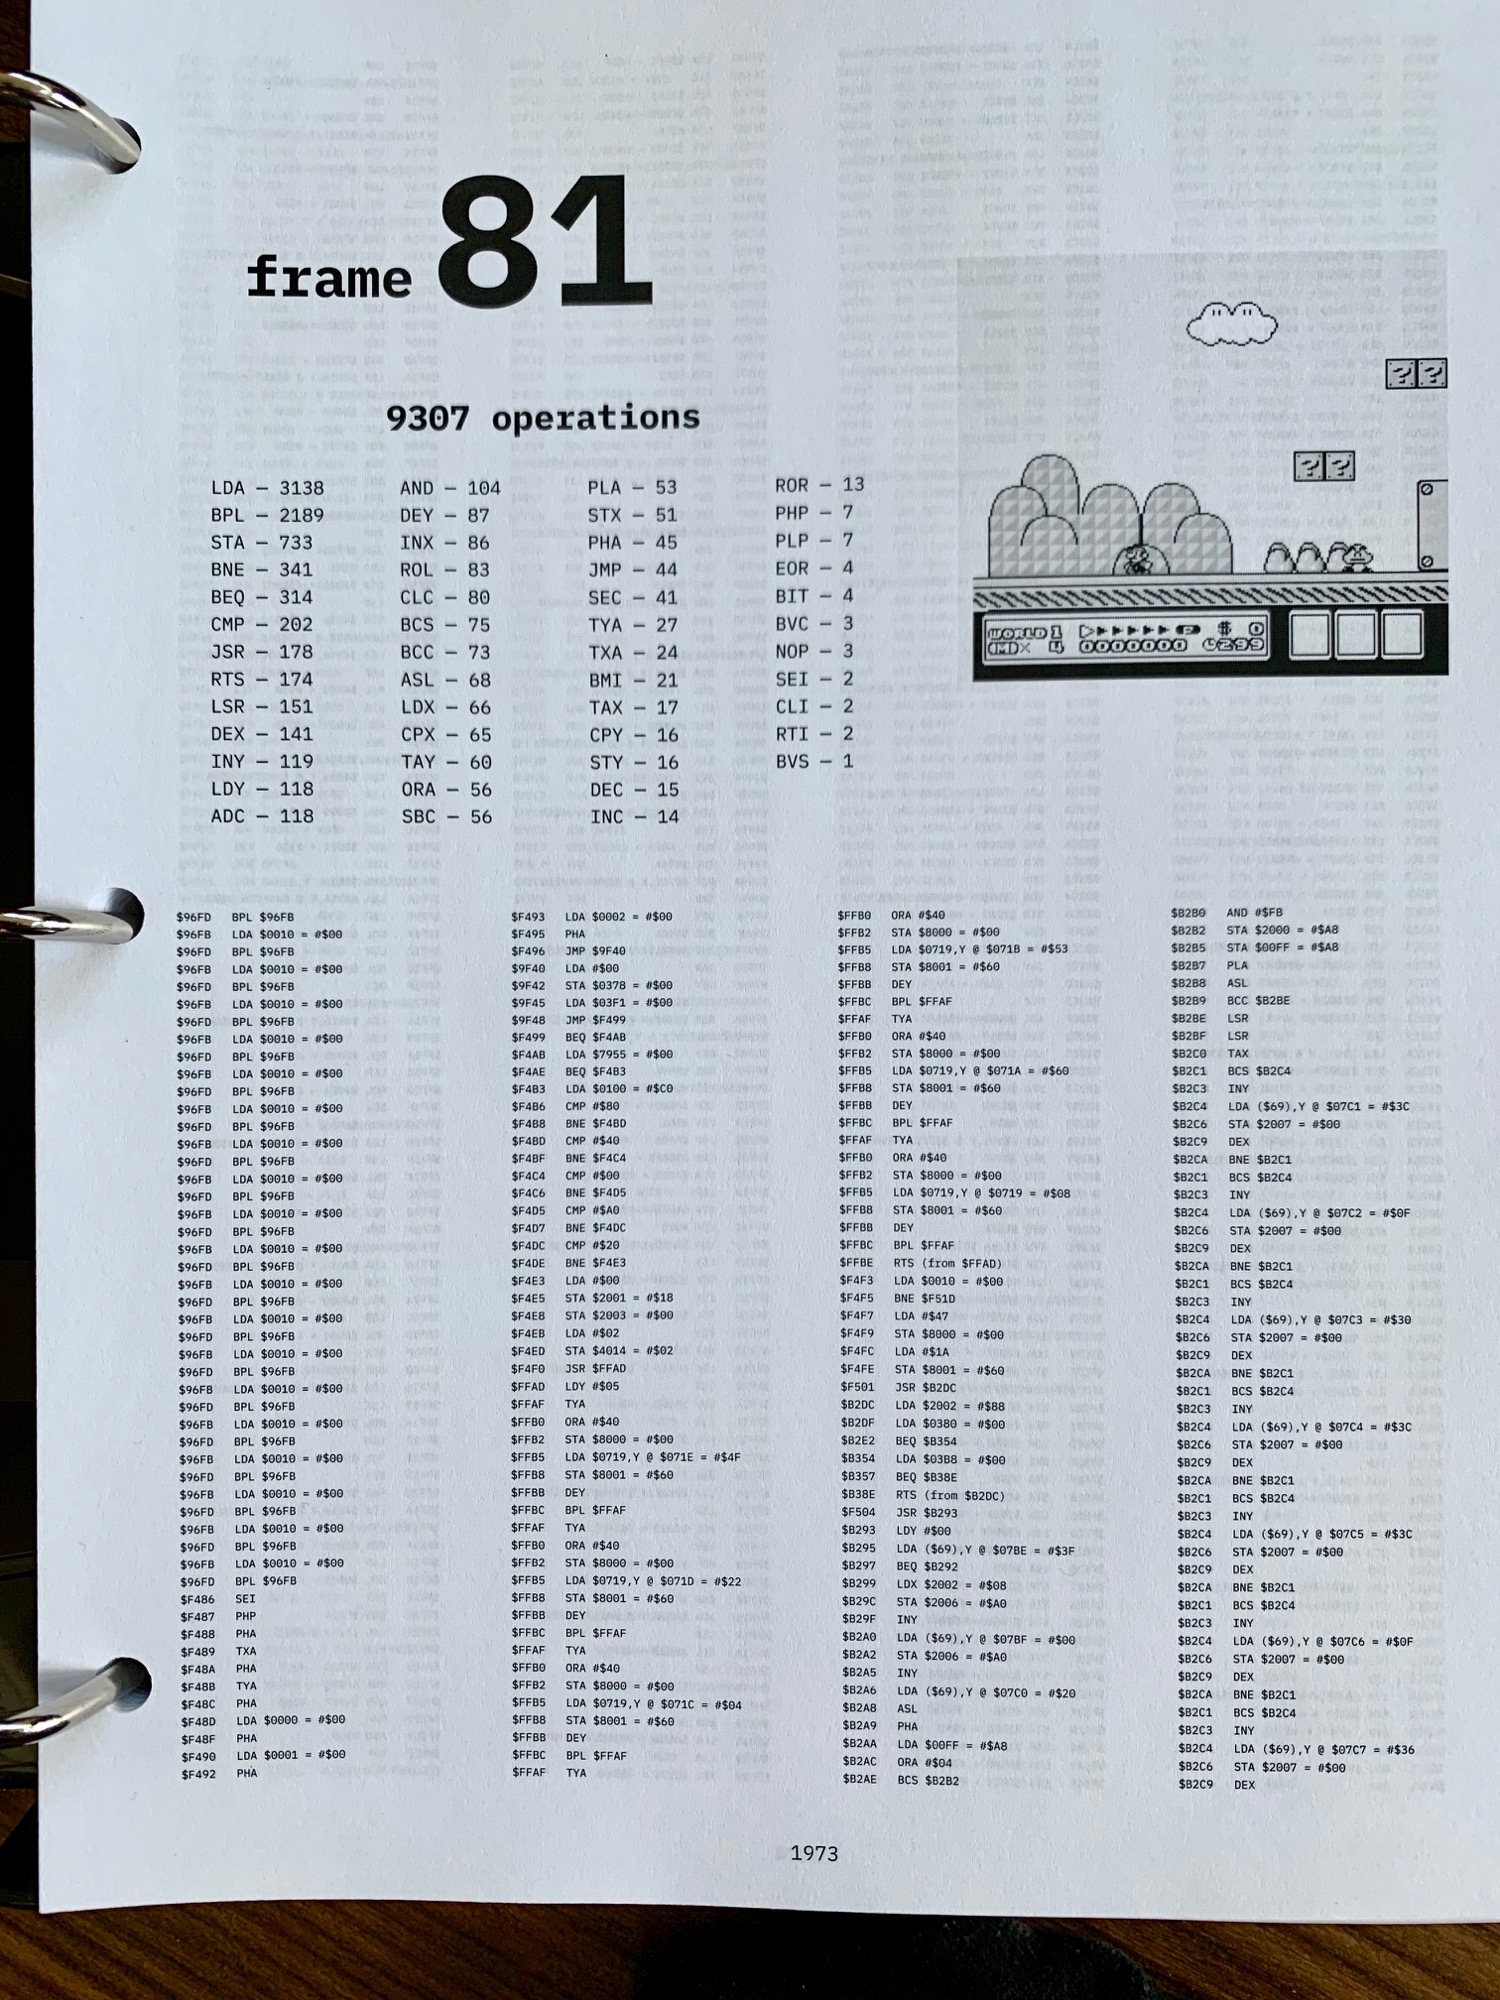 frame 81
9307 operations
LDA – 3138
BPL – 2189
STA – 733
BNE – 341
BEQ – 314
CMP – 202
JSR – 178
RTS – 174
LSR – 151
DEX – 141
INY – 119
LDY – 118
ADC – 118
AND – 104
DEY – 87
INX – 86
ROL – 83
CLC – 80
BCS – 75
BCC – 73
ASL – 68
LDX – 66
CPX – 65
TAY – 60
ORA – 56
SBC – 56
PLA – 53
STX – 51
PHA – 45
JMP – 44
SEC – 41
TYA – 27
TXA – 24
BMI – 21
TAX – 17
CPY – 16
STY – 16
DEC – 15
INC – 14
ROR – 13
PHP – 7
PLP – 7
EOR – 4
BIT – 4
BVC – 3
NOP – 3
SEI – 2
CLI – 2
RTI – 2
BVS – 1
? ?
? ?
WORLD 1 P $ 0
M × 4 0000000 299
$96FD BPL $96FB
$96FB LDA $0010 = #$00
$96FD BPL $96FB
$96FB LDA $0010 = #$00
$96FD BPL $96FB
$96FB LDA $0010 = #$00
$96FD BPL $96FB
$96FB LDA $0010 = #$00
$96FD BPL $96FB
$96FB LDA $0010 = #$00
$96FD BPL $96FB
$96FB LDA $0010 = #$00
$96FD BPL $96FB
$96FB LDA $0010 = #$00
$96FD BPL $96FB
$96FB LDA $0010 = #$00
$96FD BPL $96FB
$96FB LDA $0010 = #$00
$96FD BPL $96FB
$96FB LDA $0010 = #$00
$96FD BPL $96FB
$96FB LDA $0010 = #$00
$96FD BPL $96FB
$96FB LDA $0010 = #$00
$96FD BPL $96FB
$96FB LDA $0010 = #$00
$96FD BPL $96FB
$96FB LDA $0010 = #$00
$96FD BPL $96FB
$96FB LDA $0010 = #$00
$96FD BPL $96FB
$96FB LDA $0010 = #$00
$96FD BPL $96FB
$96FB LDA $0010 = #$00
$96FD BPL $96FB
$96FB LDA $0010 = #$00
$96FD BPL $96FB
$96FB LDA $0010 = #$00
$96FD BPL $96FB
$F486 SEI
$F487 PHP
$F488 PHA
$F489 TXA
$F48A PHA
$F48B TYA
$F48C PHA
$F48D LDA $0000 = #$00
$F48F PHA
$F490 LDA $0001 = #$00
$F492 PHA
$F493 LDA $0002 = #$00
$F495 PHA
$F496 JMP $9F40
$9F40 LDA #$00
$9F42 STA $0378 = #$00
$9F45 LDA $03F1 = #$00
$9F48 JMP $F499
$F499 BEQ $F4AB
$F4AB LDA $7955 = #$00
$F4AE BEQ $F4B3
$F4B3 LDA $0100 = #$C0
$F4B6 CMP #$80
$F4B8 BNE $F4BD
$F4BD CMP #$40
$F4BF BNE $F4C4
$F4C4 CMP #$00
$F4C6 BNE $F4D5
$F4D5 CMP #$A0
$F4D7 BNE $F4DC
$F4DC CMP #$20
$F4DE BNE $F4E3
$F4E3 LDA #$00
$F4E5 STA $2001 = #$18
$F4E8 STA $2003 = #$00
$F4EB LDA #$02
$F4ED STA $4014 = #$02
$F4F0 JSR $FFAD
$FFAD LDY #$05
$FFAF TYA
$FFB0 ORA #$40
$FFB2 STA $8000 = #$00
$FFB5 LDA $0719,Y @ $071E = #$4F
$FFB8 STA $8001 = #$60
$FFBB DEY
$FFBC BPL $FFAF
$FFAF TYA
$FFB0 ORA #$40
$FFB2 STA $8000 = #$00
$FFB5 LDA $0719,Y @ $071D = #$22
$FFB8 STA $8001 = #$60
$FFBB DEY
$FFBC BPL $FFAF
$FFAF TYA
$FFB0 ORA #$40
$FFB2 STA $8000 = #$00
$FFB5 LDA $0719,Y @ $071C = #$04
$FFB8 STA $8001 = #$60
$FFBB DEY
$FFBC BPL $FFAF
$FFAF TYA
$FFB0 ORA #$40
$FFB2 STA $8000 = #$00
$FFB5 LDA $0719,Y @ $071B = #$53
$FFB8 STA $8001 = #$60
$FFBB DEY
$FFBC BPL $FFAF
$FFAF TYA
$FFB0 ORA #$40
$FFB2 STA $8000 = #$00
$FFB5 LDA $0719,Y @ $071A = #$60
$FFB8 STA $8001 = #$60
$FFBB DEY
$FFBC BPL $FFAF
$FFAF TYA
$FFB0 ORA #$40
$FFB2 STA $8000 = #$00
$FFB5 LDA $0719,Y @ $0719 = #$08
$FFB8 STA $8001 = #$60
$FFBB DEY
$FFBC BPL $FFAF
$FFBE RTS (from $FFAD)
$F4F3 LDA $0010 = #$00
$F4F5 BNE $F51D
$F4F7 LDA #$47
$F4F9 STA $8000 = #$00
$F4FC LDA #$1A
$F4FE STA $8001 = #$60
$F501 JSR $B2DC
$B2DC LDA $2002 = #$88
$B2DF LDA $0380 = #$00
$B2E2 BEQ $B354
$B354 LDA $03B8 = #$00
$B357 BEQ $B38E
$B38E RTS (from $B2DC)
$F504 JSR $B293
$B293 LDY #$00
$B295 LDA ($69),Y @ $07BE = #$3F
$B297 BEQ $B292
$B299 LDX $2002 = #$08
$B29C STA $2006 = #$A0
$B29F INY
$B2A0 LDA ($69),Y @ $07BF = #$00
$B2A2 STA $2006 = #$A0
$B2A5 INY
$B2A6 LDA ($69),Y @ $07C0 = #$20
$B2A8 ASL
$B2A9 PHA
$B2AA LDA $00FF = #$A8
$B2AC ORA #$04
$B2AE BCS $B2B2
$B2B0 AND #$FB
$B2B2 STA $2000 = #$A8
$B2B5 STA $00FF = #$A8
$B2B7 PLA
$B2B8 ASL
$B2B9 BCC $B2BE
$B2BE LSR
$B2BF LSR
$B2C0 TAX
$B2C1 BCS $B2C4
$B2C3 INY
$B2C4 LDA ($69),Y @ $07C1 = #$3C
$B2C6 STA $2007 = #$00
$B2C9 DEX
$B2CA BNE $B2C1
$B2C1 BCS $B2C4
$B2C3 INY
$B2C4 LDA ($69),Y @ $07C2 = #$0F
$B2C6 STA $2007 = #$00
$B2C9 DEX
$B2CA BNE $B2C1
$B2C1 BCS $B2C4
$B2C3 INY
$B2C4 LDA ($69),Y @ $07C3 = #$30
$B2C6 STA $2007 = #$00
$B2C9 DEX
$B2CA BNE $B2C1
$B2C1 BCS $B2C4
$B2C3 INY
$B2C4 LDA ($69),Y @ $07C4 = #$3C
$B2C6 STA $2007 = #$00
$B2C9 DEX
$B2CA BNE $B2C1
$B2C1 BCS $B2C4
$B2C3 INY
$B2C4 LDA ($69),Y @ $07C5 = #$3C
$B2C6 STA $2007 = #$00
$B2C9 DEX
$B2CA BNE $B2C1
$B2C1 BCS $B2C4
$B2C3 INY
$B2C4 LDA ($69),Y @ $07C6 = #$0F
$B2C6 STA $2007 = #$00
$B2C9 DEX
$B2CA BNE $B2C1
$B2C1 BCS $B2C4
$B2C3 INY
$B2C4 LDA ($69),Y @ $07C7 = #$36
$B2C6 STA $2007 = #$00
$B2C9 DEX
1973